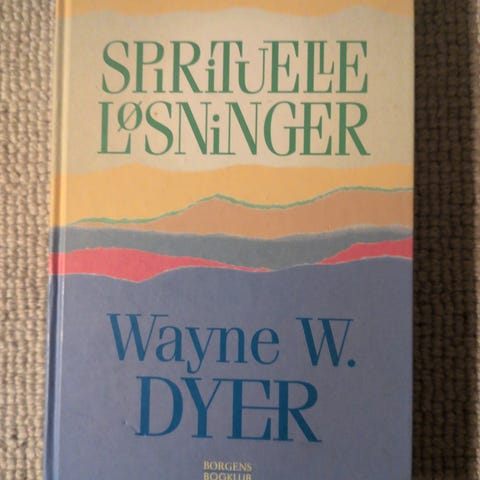 SPIRITUELLE
LØSNINGER
Wayne W.
DYER
BORGENS
BOGKLUB